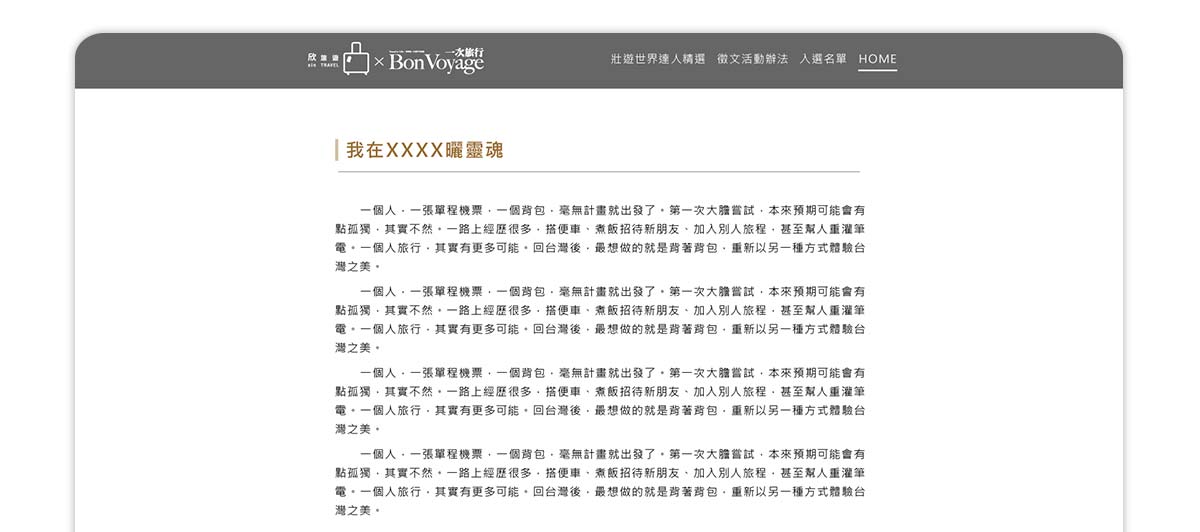 欣旅遊 × 一次旅行
sin TRAVEL BonVoyage
壯遊世界達人精選 徵文活動辦法 入選名單 HOME
我在XXXX曬靈魂
一個人，一張單程機票，一個背包，毫無計畫就出發了。第一次大膽嘗試，本來預期可能會有
點孤獨，其實不然。一路上經歷很多，搭便車、煮飯招待新朋友、加入別人旅程，甚至幫人重灌筆
電。一個人旅行，其實有更多可能。回台灣後，最想做的就是背著背包，重新以另一種方式體驗台
灣之美。
一個人，一張單程機票，一個背包，毫無計畫就出發了。第一次大膽嘗試，本來預期可能會有
點孤獨，其實不然。一路上經歷很多，搭便車、煮飯招待新朋友、加入別人旅程，甚至幫人重灌筆
電。一個人旅行，其實有更多可能。回台灣後，最想做的就是背著背包，重新以另一種方式體驗台
灣之美。
一個人，一張單程機票，一個背包，毫無計畫就出發了。第一次大膽嘗試，本來預期可能會有
點孤獨，其實不然。一路上經歷很多，搭便車、煮飯招待新朋友、加入別人旅程，甚至幫人重灌筆
電。一個人旅行，其實有更多可能。回台灣後，最想做的就是背著背包，重新以另一種方式體驗台
灣之美。
一個人，一張單程機票，一個背包，毫無計畫就出發了。第一次大膽嘗試，本來預期可能會有
點孤獨，其實不然。一路上經歷很多，搭便車、煮飯招待新朋友、加入別人旅程，甚至幫人重灌筆
電。一個人旅行，其實有更多可能。回台灣後，最想做的就是背著背包，重新以另一種方式體驗台
灣之美。